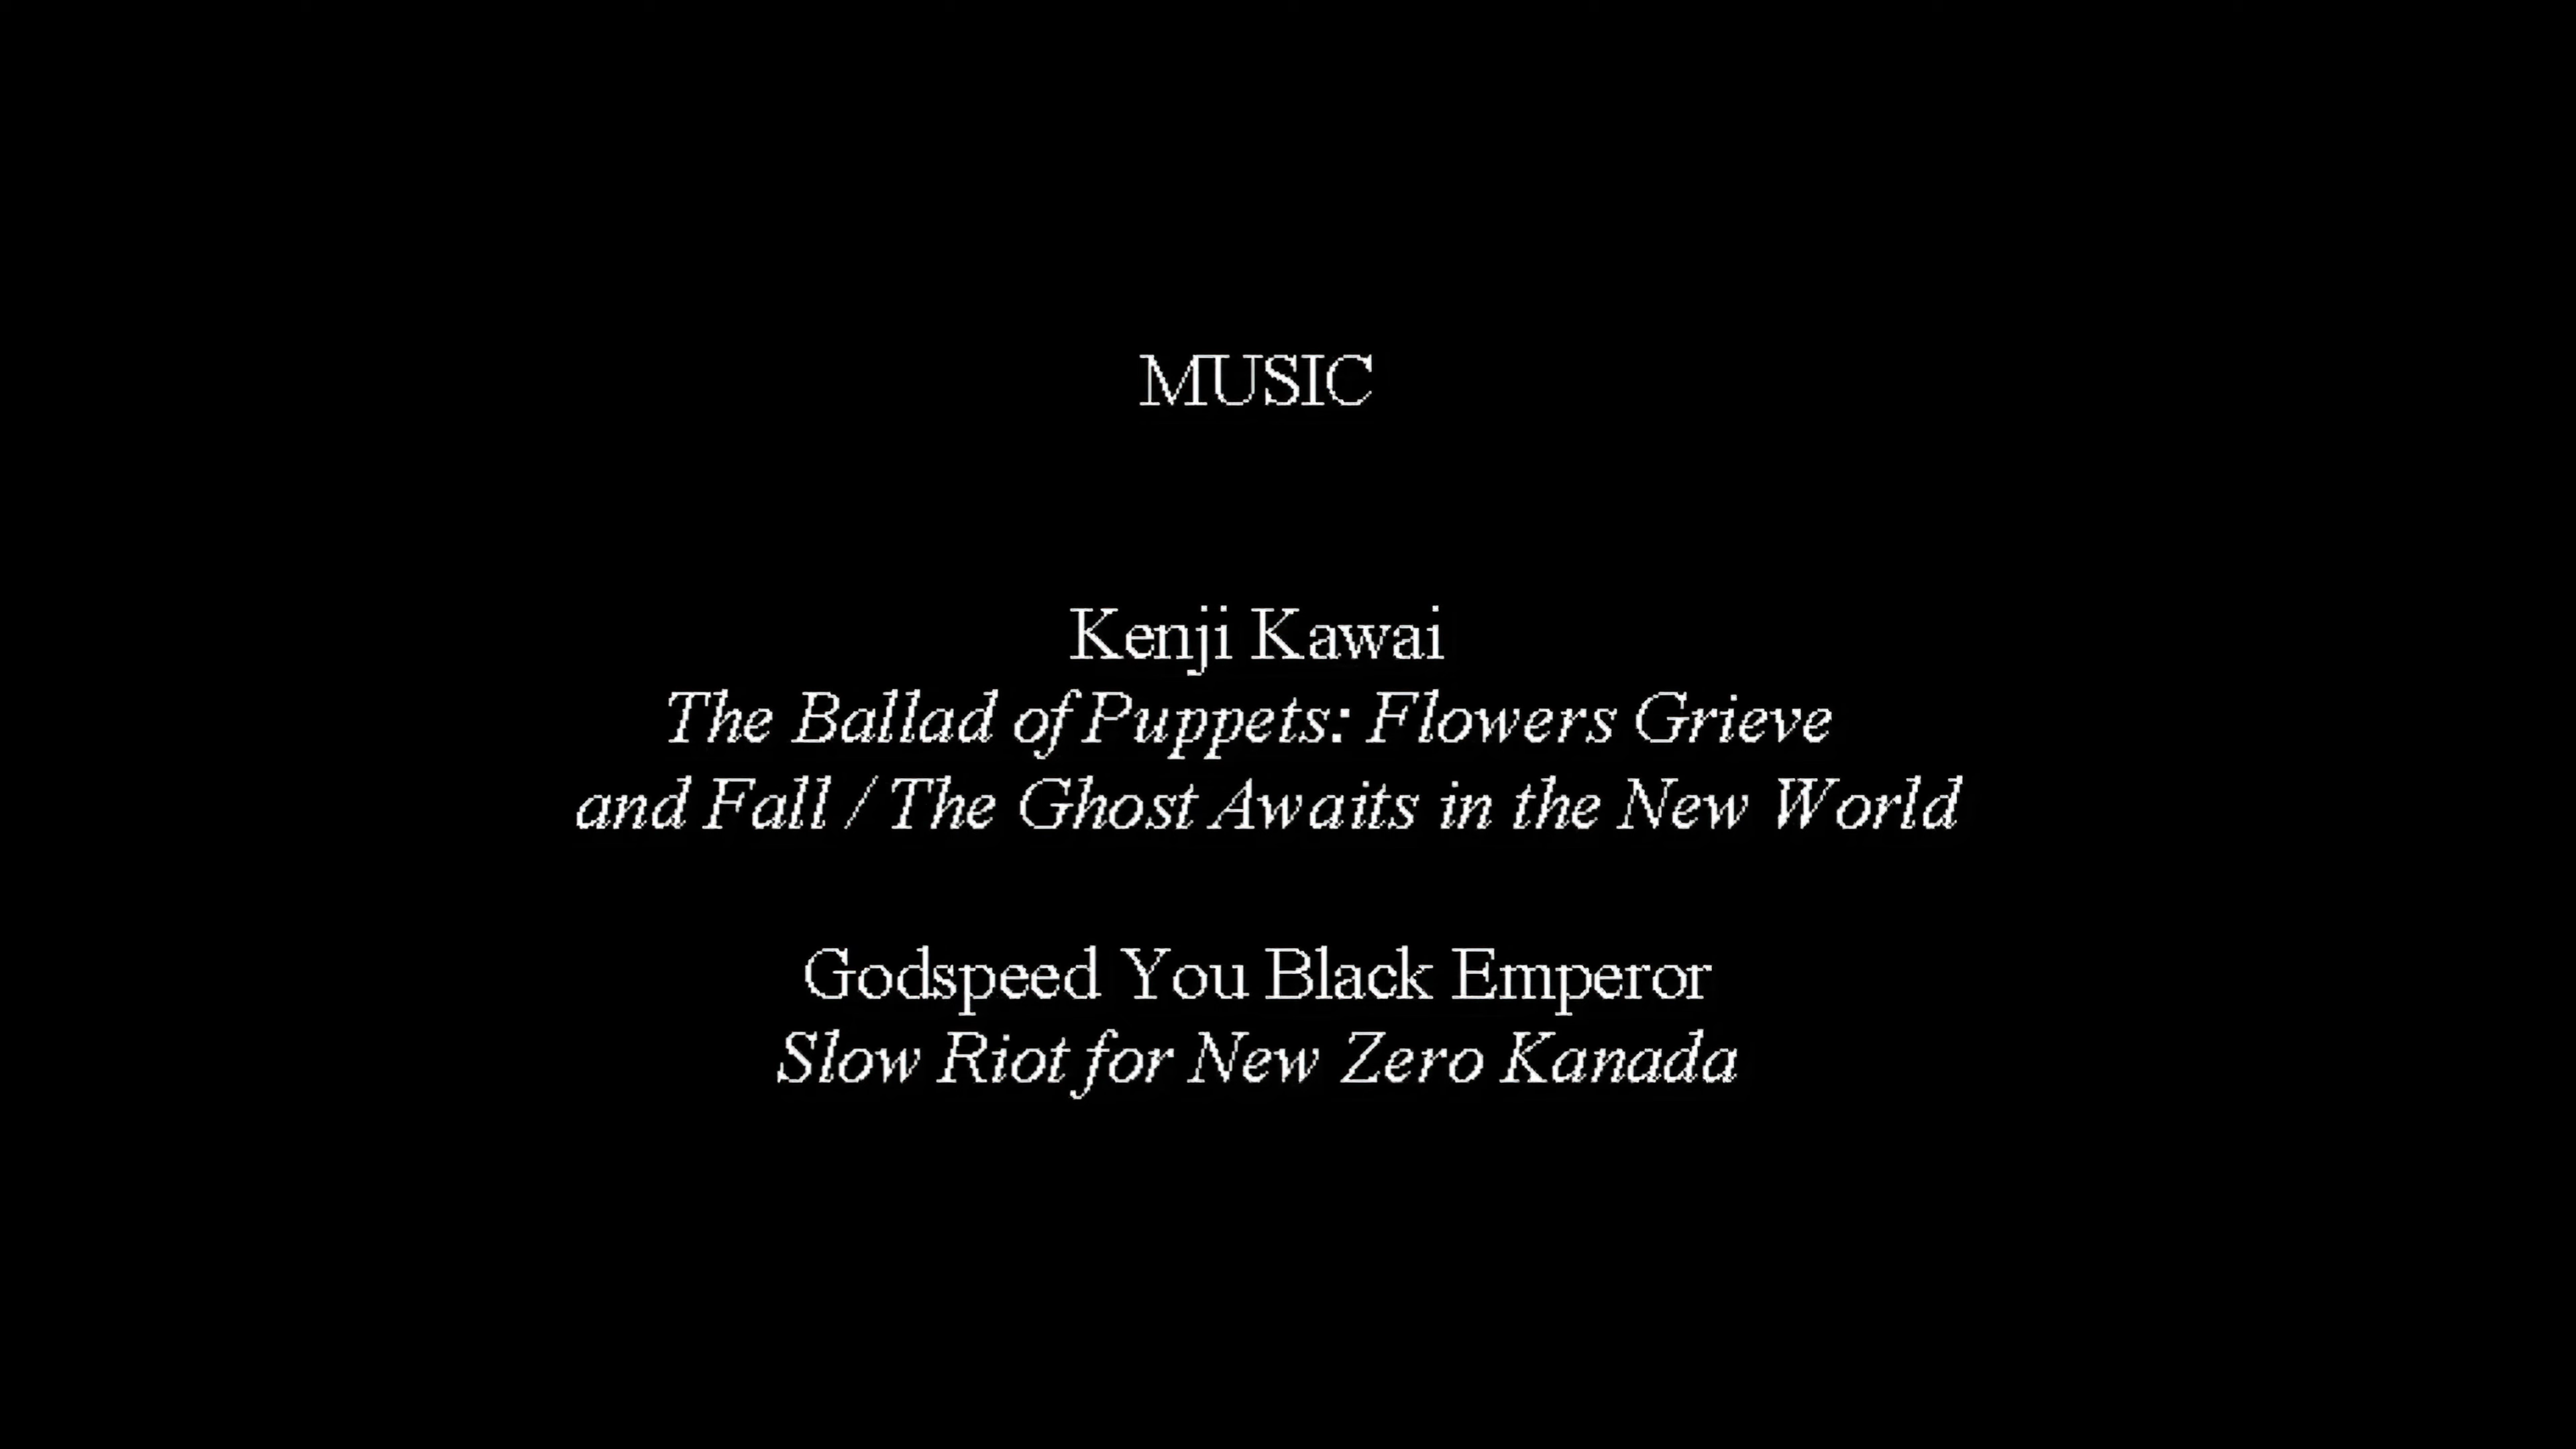 MUSIC
Kenji Kawai
The Ballad of Puppets: Flowers Grieve
and Fall / The Ghost Awaits in the New World
Godspeed You Black Emperor
Slow Riot for New Zero Kanada